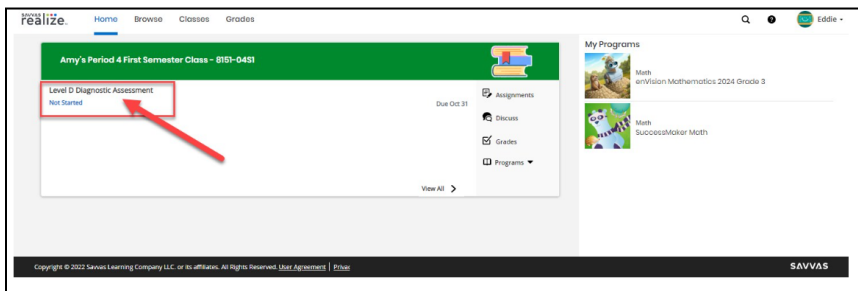 savvas
realize.
Home Browse Classes Grades
Eddie
Amy's Period 4 First Semester Class - 8151-04S1
Level D Diagnostic Assessment
Not Started
Due Oct 31
Assignments
Discuss
Grades
Programs
View All
My Programs
Math
enVision Mathematics 2024 Grade 3
Math
SuccessMaker Math
Copyright © 2022 Savvas Learning Company LLC. or its affiliates. All Rights Reserved. User Agreement | Privac
SAVVAS